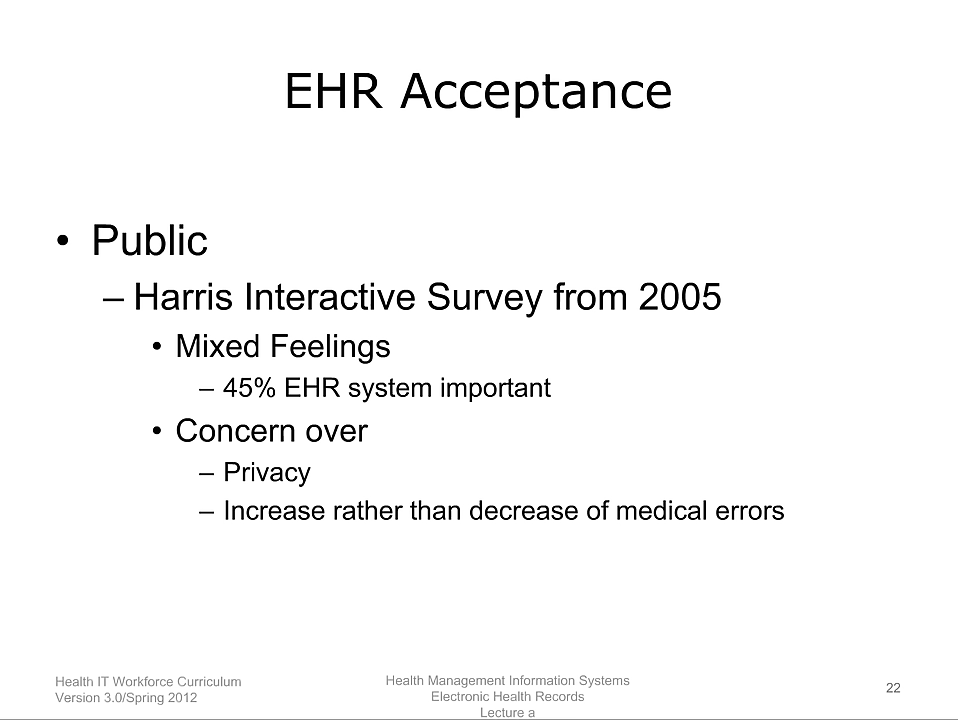 EHR Acceptance
• Public
– Harris Interactive Survey from 2005
• Mixed Feelings
– 45% EHR system important
• Concern over
– Privacy
– Increase rather than decrease of medical errors
Health IT Workforce Curriculum
Version 3.0/Spring 2012
Health Management Information Systems
Electronic Health Records
Lecture a
22